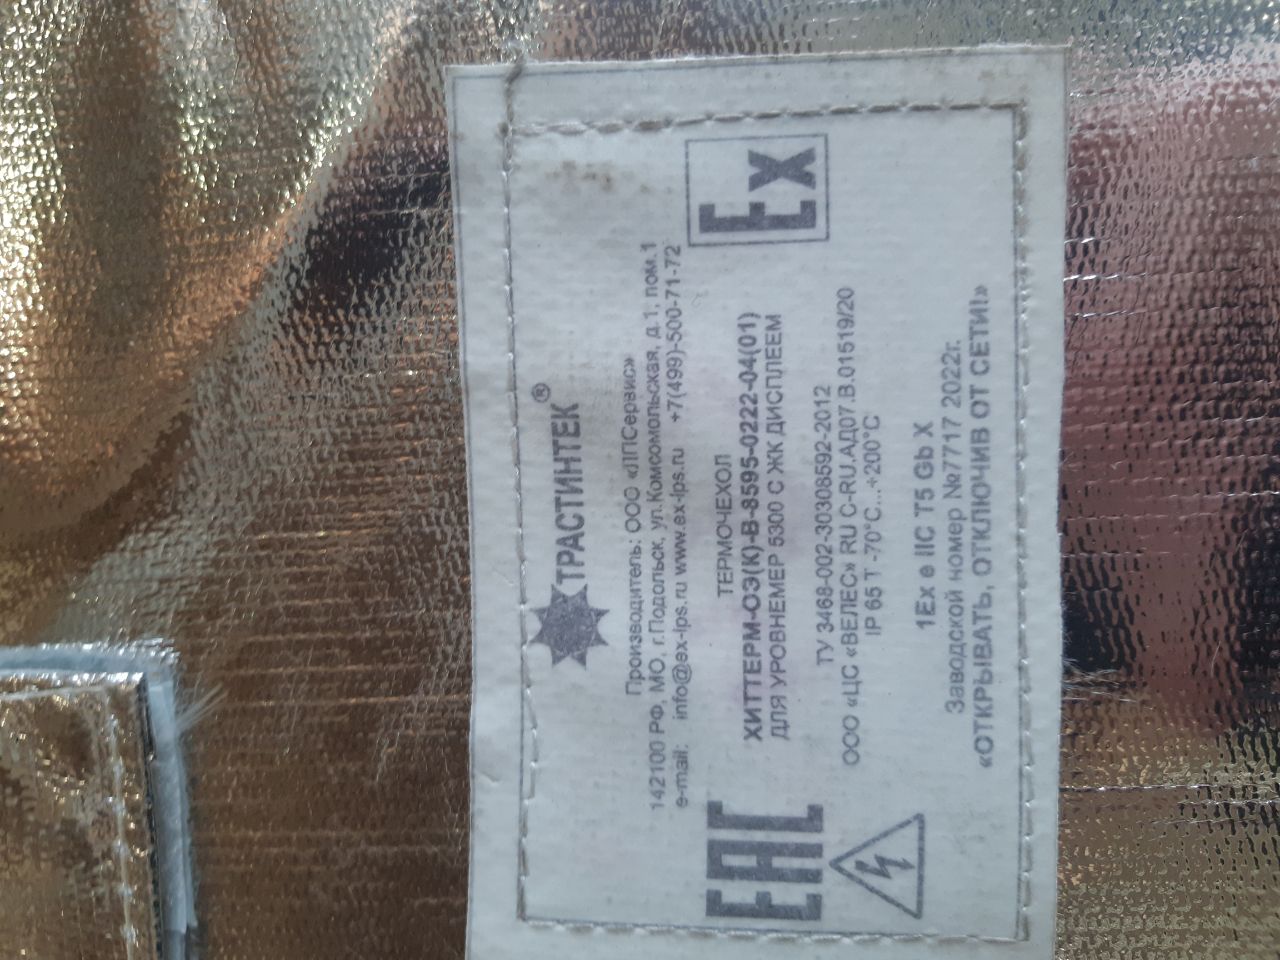 ТРАСТИНТЕК®
Производитель: ООО «ЛПСервис»
142100 РФ, МО, г.Подольск, ул.Комсомольская, д.1, пом.1
e-mail: info@ex-lps.ru www.ex-lps.ru +7(499)-500-71-72
EAC
Ex
ТЕРМОЧЕХОЛ
ХИТТЕРМ-ОЭ(К)-В-8595-0222-04(01)
ДЛЯ УРОВНЕМЕР 5300 С ЖК ДИСПЛЕЕМ
ТУ 3468-002-30308592-2012
ООО «ЦС «ВЕЛЕС» RU C-RU.АД07.В.01519/20
IP 65 T -70°C...+200°C
1Ex e IIC T5 Gb X
Заводской номер №7717 2022г.
«ОТКРЫВАТЬ, ОТКЛЮЧИВ ОТ СЕТИ!»